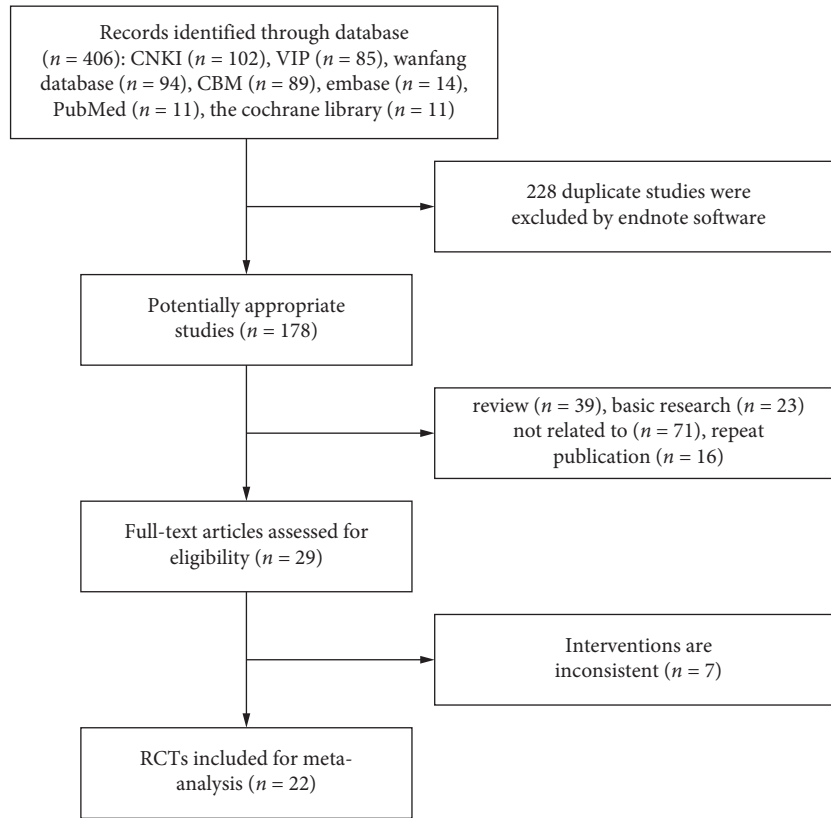 Records identified through database
(n = 406): CNKI (n = 102), VIP (n = 85), wanfang
database (n = 94), CBM (n = 89), embase (n = 14),
PubMed (n = 11), the cochrane library (n = 11)
228 duplicate studies were
excluded by endnote software
Potentially appropriate
studies (n = 178)
review (n = 39), basic research (n = 23)
not related to (n = 71), repeat
publication (n = 16)
Full-text articles assessed for
eligibility (n = 29)
Interventions are
inconsistent (n = 7)
RCTs included for meta-
analysis (n = 22)